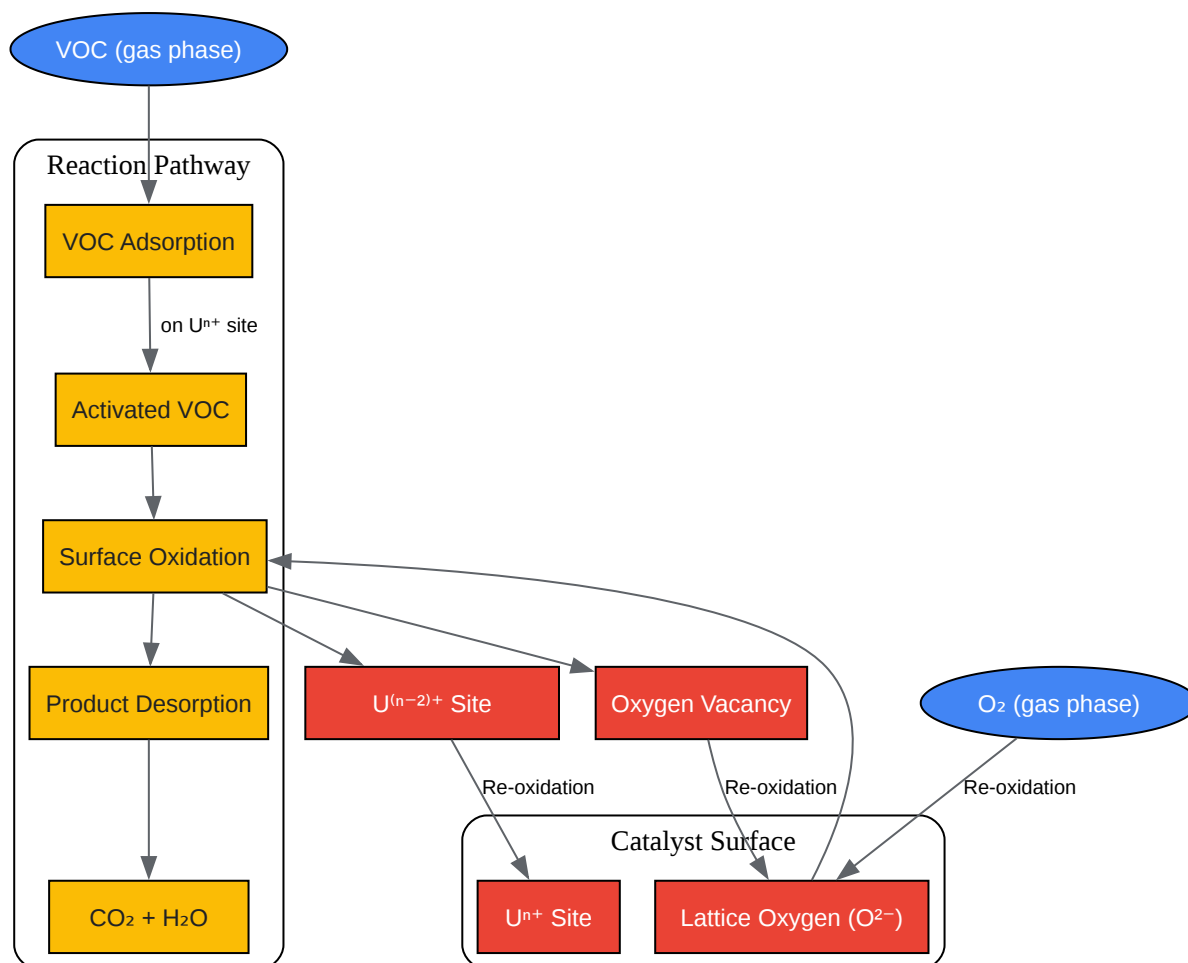 VOC (gas phase)
Reaction Pathway
VOC Adsorption
on Uⁿ⁺ site
Activated VOC
Surface Oxidation
Product Desorption
U⁽ⁿ⁻²⁾⁺ Site
Oxygen Vacancy
O₂ (gas phase)
Re-oxidation
Re-oxidation
Re-oxidation
Catalyst Surface
CO₂ + H₂O
Uⁿ⁺ Site
Lattice Oxygen (O²⁻)